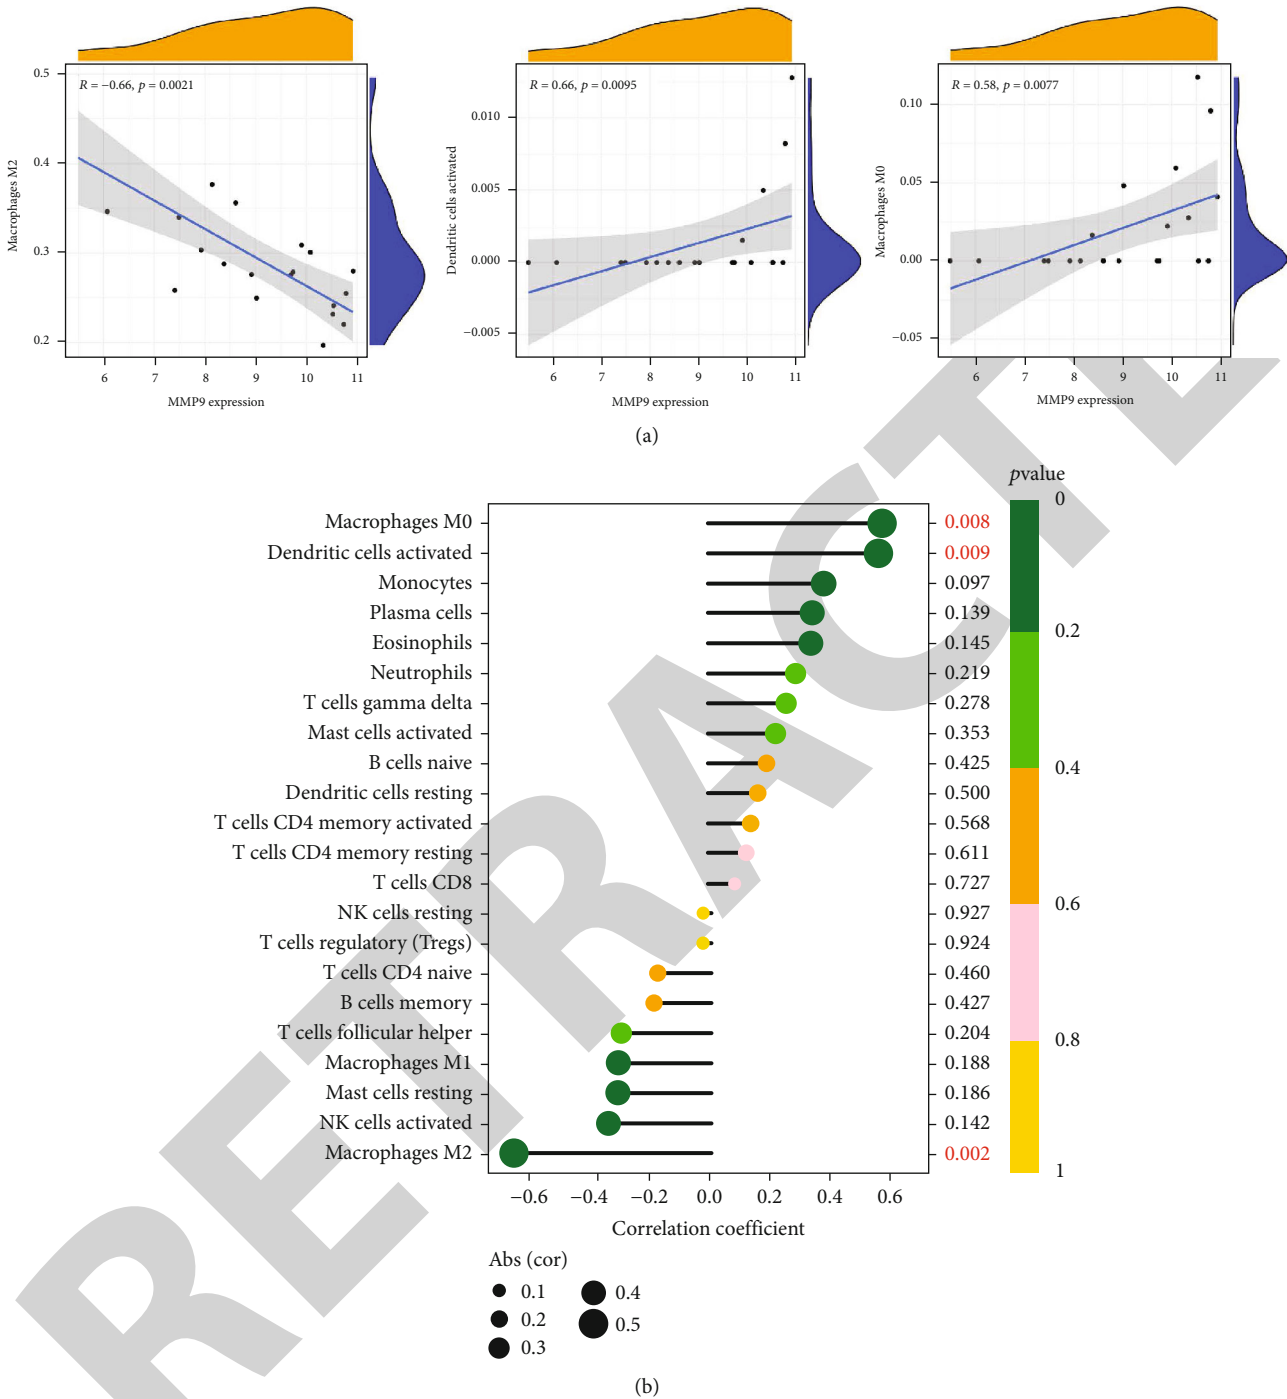 R = −0.66, p = 0.0021
0.5
0.4
0.3
0.2
Macrophages M2
6 7 8 9 10 11
MMP9 expression
R = 0.66, p = 0.0095
0.010
0.005
0.000
−0.005
Dendritic cells activated
6 7 8 9 10 11
MMP9 expression
R = 0.58, p = 0.0077
0.10
0.05
0.00
−0.05
Macrophages M0
6 7 8 9 10 11
MMP9 expression
(a)
Macrophages M0 0.008
Dendritic cells activated 0.009
Monocytes 0.097
Plasma cells 0.139
Eosinophils 0.145
Neutrophils 0.219
T cells gamma delta 0.278
Mast cells activated 0.353
B cells naive 0.425
Dendritic cells resting 0.500
T cells CD4 memory activated 0.568
T cells CD4 memory resting 0.611
T cells CD8 0.727
NK cells resting 0.927
T cells regulatory (Tregs) 0.924
T cells CD4 naive 0.460
B cells memory 0.427
T cells follicular helper 0.204
Macrophages M1 0.188
Mast cells resting 0.186
NK cells activated 0.142
Macrophages M2 0.002
−0.6 −0.4 −0.2 0.0 0.2 0.4 0.6
Correlation coefficient
pvalue
0
0.2
0.4
0.6
0.8
1
Abs (cor)
0.1
0.2
0.3
0.4
0.5
(b)
RETRACTE